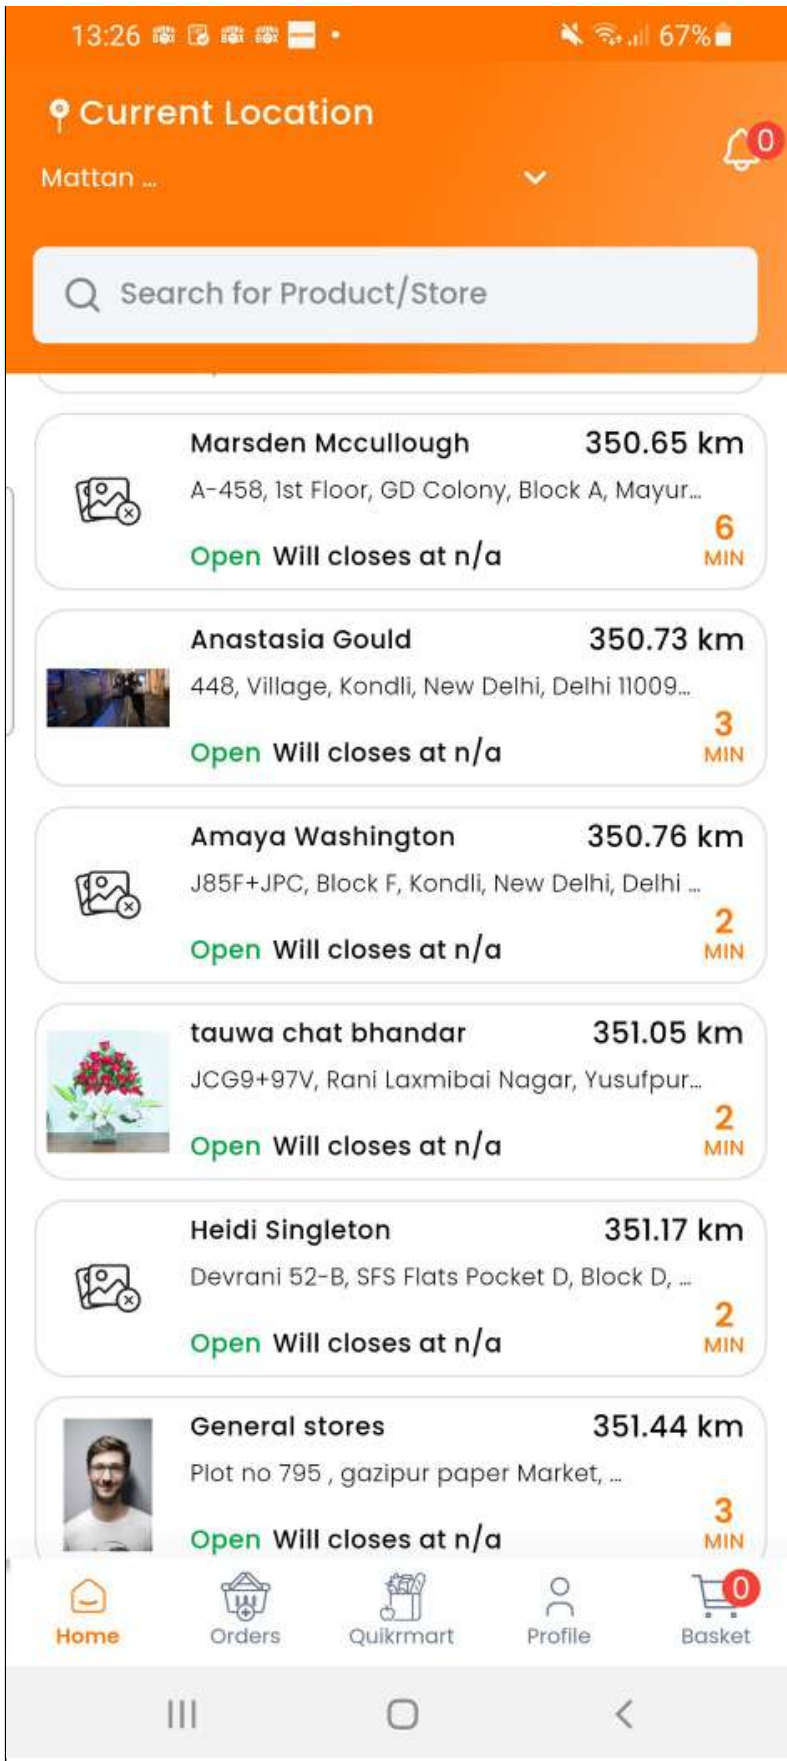 13:26 67%
Current Location
0
Mattan ...
Search for Product/Store
Marsden Mccullough 350.65 km
A-458, 1st Floor, GD Colony, Block A, Mayur...
6
Open Will closes at n/a MIN
Anastasia Gould 350.73 km
448, Village, Kondli, New Delhi, Delhi 11009...
3
Open Will closes at n/a MIN
Amaya Washington 350.76 km
J85F+JPC, Block F, Kondli, New Delhi, Delhi ...
2
Open Will closes at n/a MIN
tauwa chat bhandar 351.05 km
JCG9+97V, Rani Laxmibai Nagar, Yusufpur...
2
Open Will closes at n/a MIN
Heidi Singleton 351.17 km
Devrani 52-B, SFS Flats Pocket D, Block D, ...
2
Open Will closes at n/a MIN
General stores 351.44 km
Plot no 795 , gazipur paper Market, ...
3
Open Will closes at n/a MIN
0
Home Orders Quikrmart Profile Basket